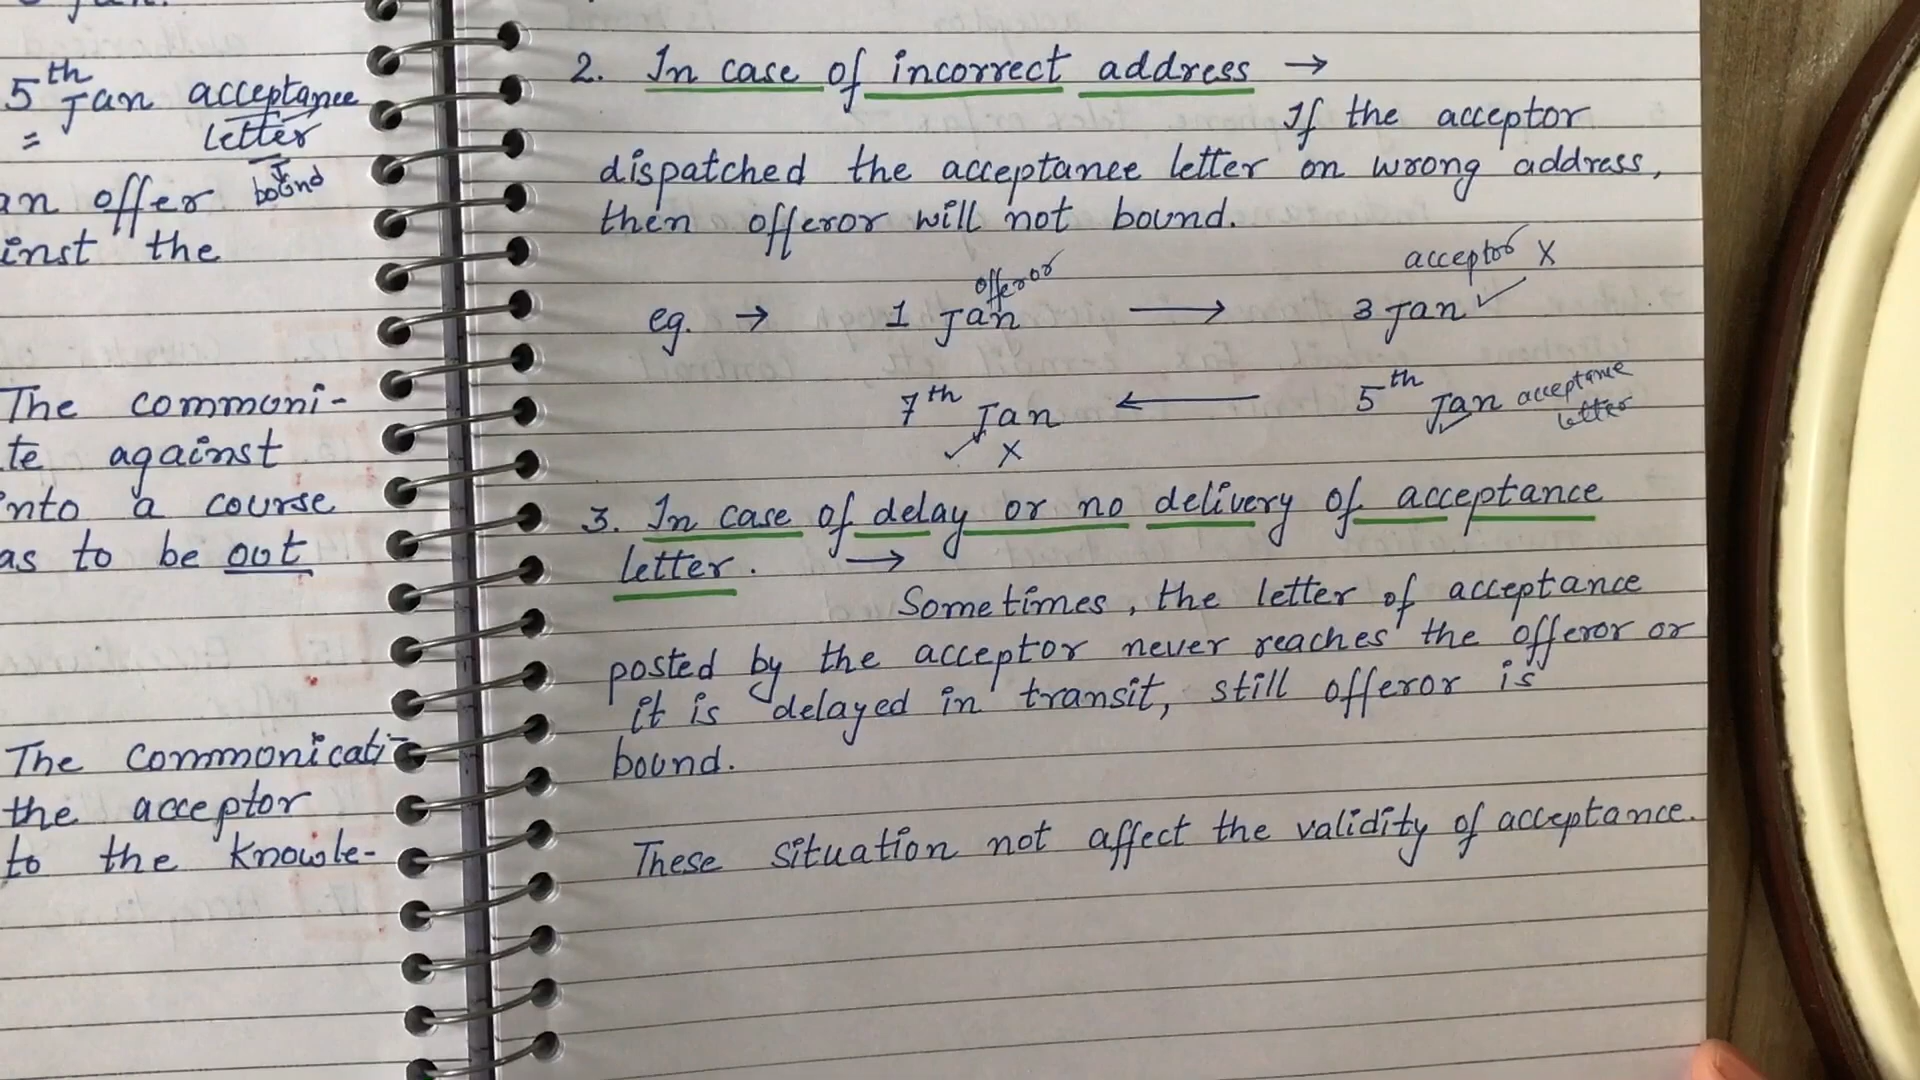 5th Jan acceptance
= letter
bound
an offer
inst the
The communi-
te against
into a course
as to be out
The commonicati-
the acceptor
to the knowle-
2. In case of incorrect address →
If the acceptor
dispatched the acceptance letter on wrong address,
then offeror will not bound.
offeror
acceptor X
eg. → 1 Jan → 3 Jan ✓
7th Jan ← 5th Jan acceptance
letter
✓ X
3. In case of delay or no delivery of acceptance
letter. →
Sometimes, the letter of acceptance
posted by the acceptor never reaches the offeror or
it is delayed in transit, still offeror is
bound.
These situation not affect the validity of acceptance.